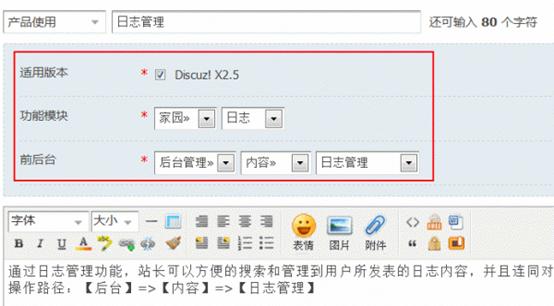 产品使用 日志管理 还可输入 80 个字符
适用版本 * Discuz! X2.5
功能模块 * 家园» 日志
前后台 * 后台管理» 内容» 日志管理
字体 大小
B I U A 表情 图片 附件
通过日志管理功能，站长可以方便的搜索和管理到用户所发表的日志内容，并且连同对
操作路径：【后台】=>【内容】=>【日志管理】